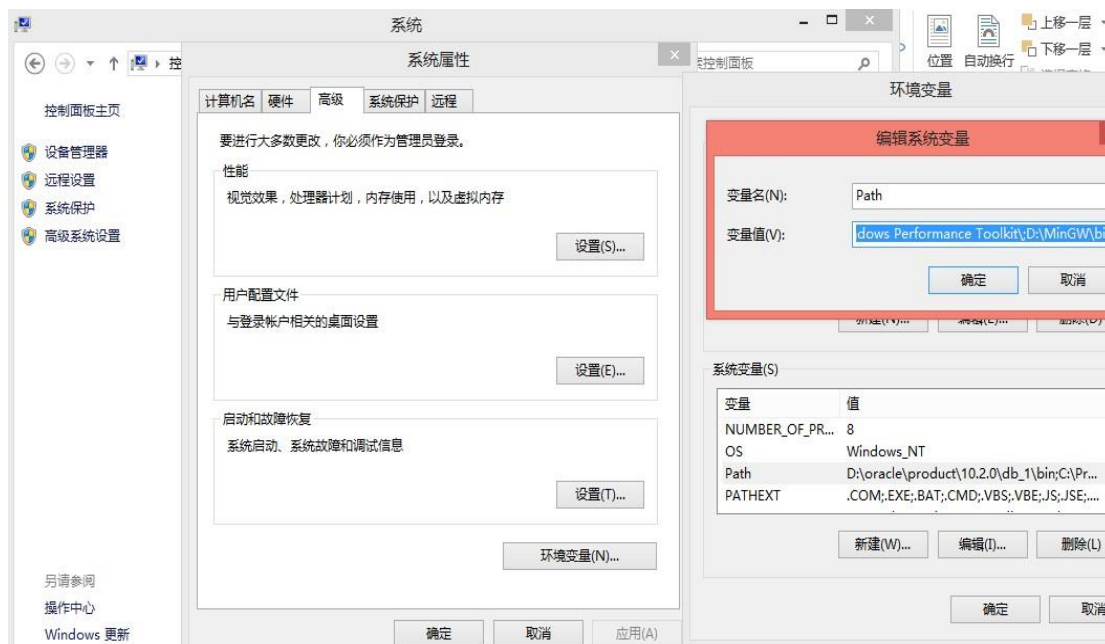 系统
上移一层
下移一层
位置
自动换行
系统属性
控制面板
环境变量
控
控制面板主页
设备管理器
远程设置
系统保护
高级系统设置
另请参阅
操作中心
Windows 更新
计算机名
硬件
高级
系统保护
远程
要进行大多数更改，你必须作为管理员登录。
性能
视觉效果，处理器计划，内存使用，以及虚拟内存
设置(S)...
用户配置文件
与登录帐户相关的桌面设置
设置(E)...
启动和故障恢复
系统启动、系统故障和调试信息
设置(T)...
环境变量(N)...
确定
取消
应用(A)
编辑系统变量
变量名(N):
Path
变量值(V):
dows Performance Toolkit\;D:\MinGW\bi
确定
取消
系统变量(S)
变量 值
NUMBER_OF_PR... 8
OS Windows_NT
Path D:\oracle\product\10.2.0\db_1\bin;C:\Pr...
PATHEXT .COM;.EXE;.BAT;.CMD;.VBS;.VBE;.JS;.JSE;....
新建(W)...
编辑(I)...
删除(L)
确定
取消